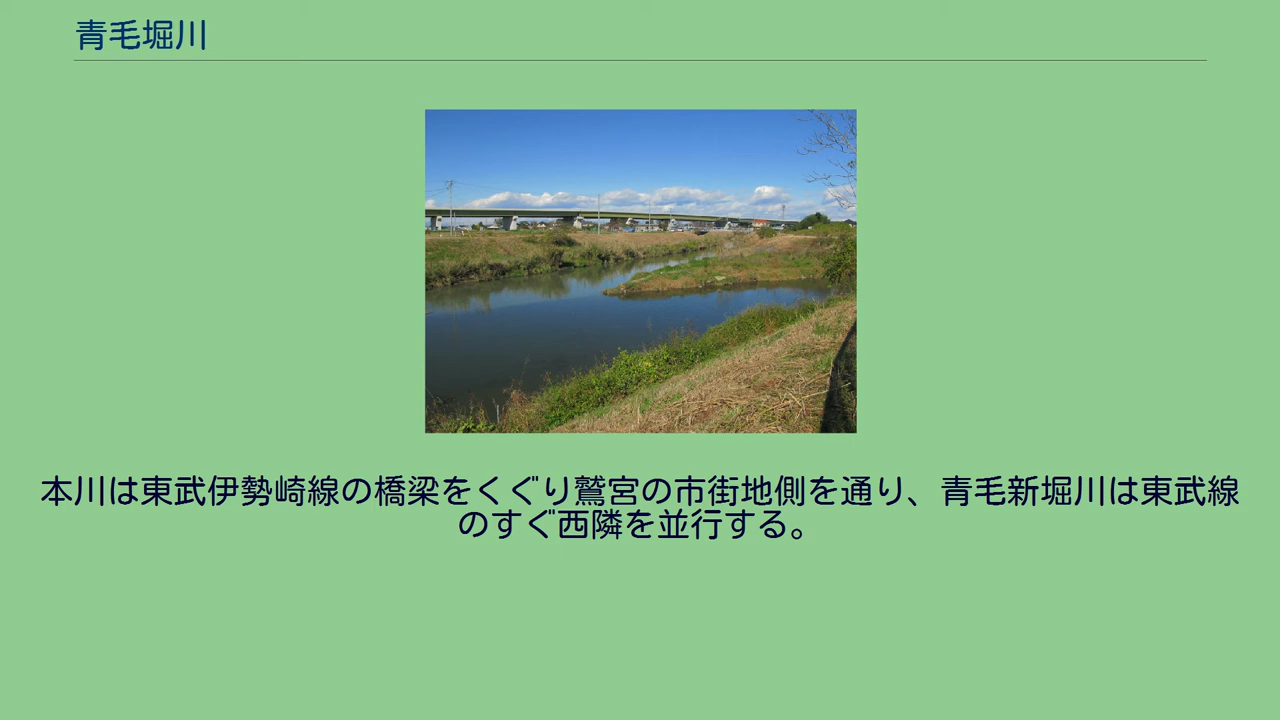 青毛堀川
本川は東武伊勢崎線の橋梁をくぐり鷲宮の市街地側を通り、青毛新堀川は東武線
のすぐ西隣を並行する。